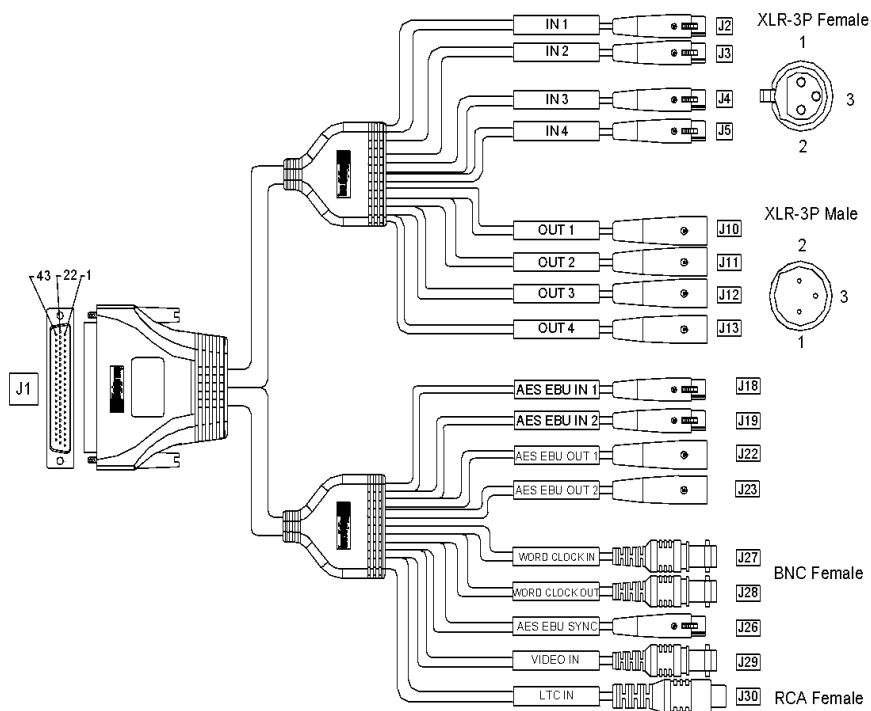 IN 1
J2
XLR-3P Female
1
IN 2
J3
3
IN 3
J4
IN 4
J5
2
OUT 1
J10
XLR-3P Male
2
OUT 2
J11
3
OUT 3
J12
OUT 4
J13
1
43 22 1
J1
AES EBU IN 1
J18
AES EBU IN 2
J19
AES EBU OUT 1
J22
AES EBU OUT 2
J23
WORD CLOCK IN
J27
BNC Female
WORD CLOCK OUT
J28
AES EBU SYNC
J26
VIDEO IN
J29
LTC IN
J30
RCA Female